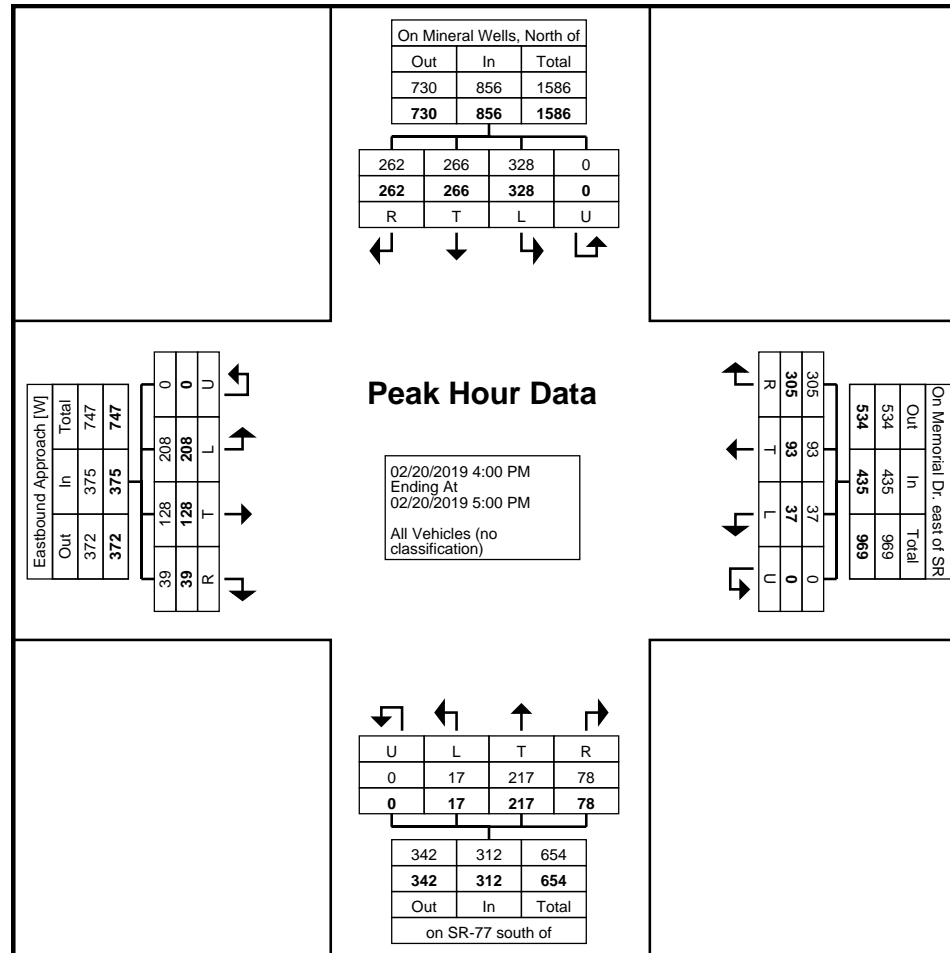 On Mineral Wells, North of
Out In Total
730 856 1586
730 856 1586
262 266 328 0
262 266 328 0
R T L U
Eastbound Approach [W]
Out In Total
372 375 747
372 375 747
39 128 208 0
39 128 208 0
R T L U
Peak Hour Data
02/20/2019 4:00 PM
Ending At
02/20/2019 5:00 PM
All Vehicles (no
classification)
On Memorial Dr. east of SR
Out In Total
534 435 969
534 435 969
305 93 37 0
305 93 37 0
R T L U
U L T R
0 17 217 78
0 17 217 78
342 312 654
342 312 654
Out In Total
on SR-77 south of